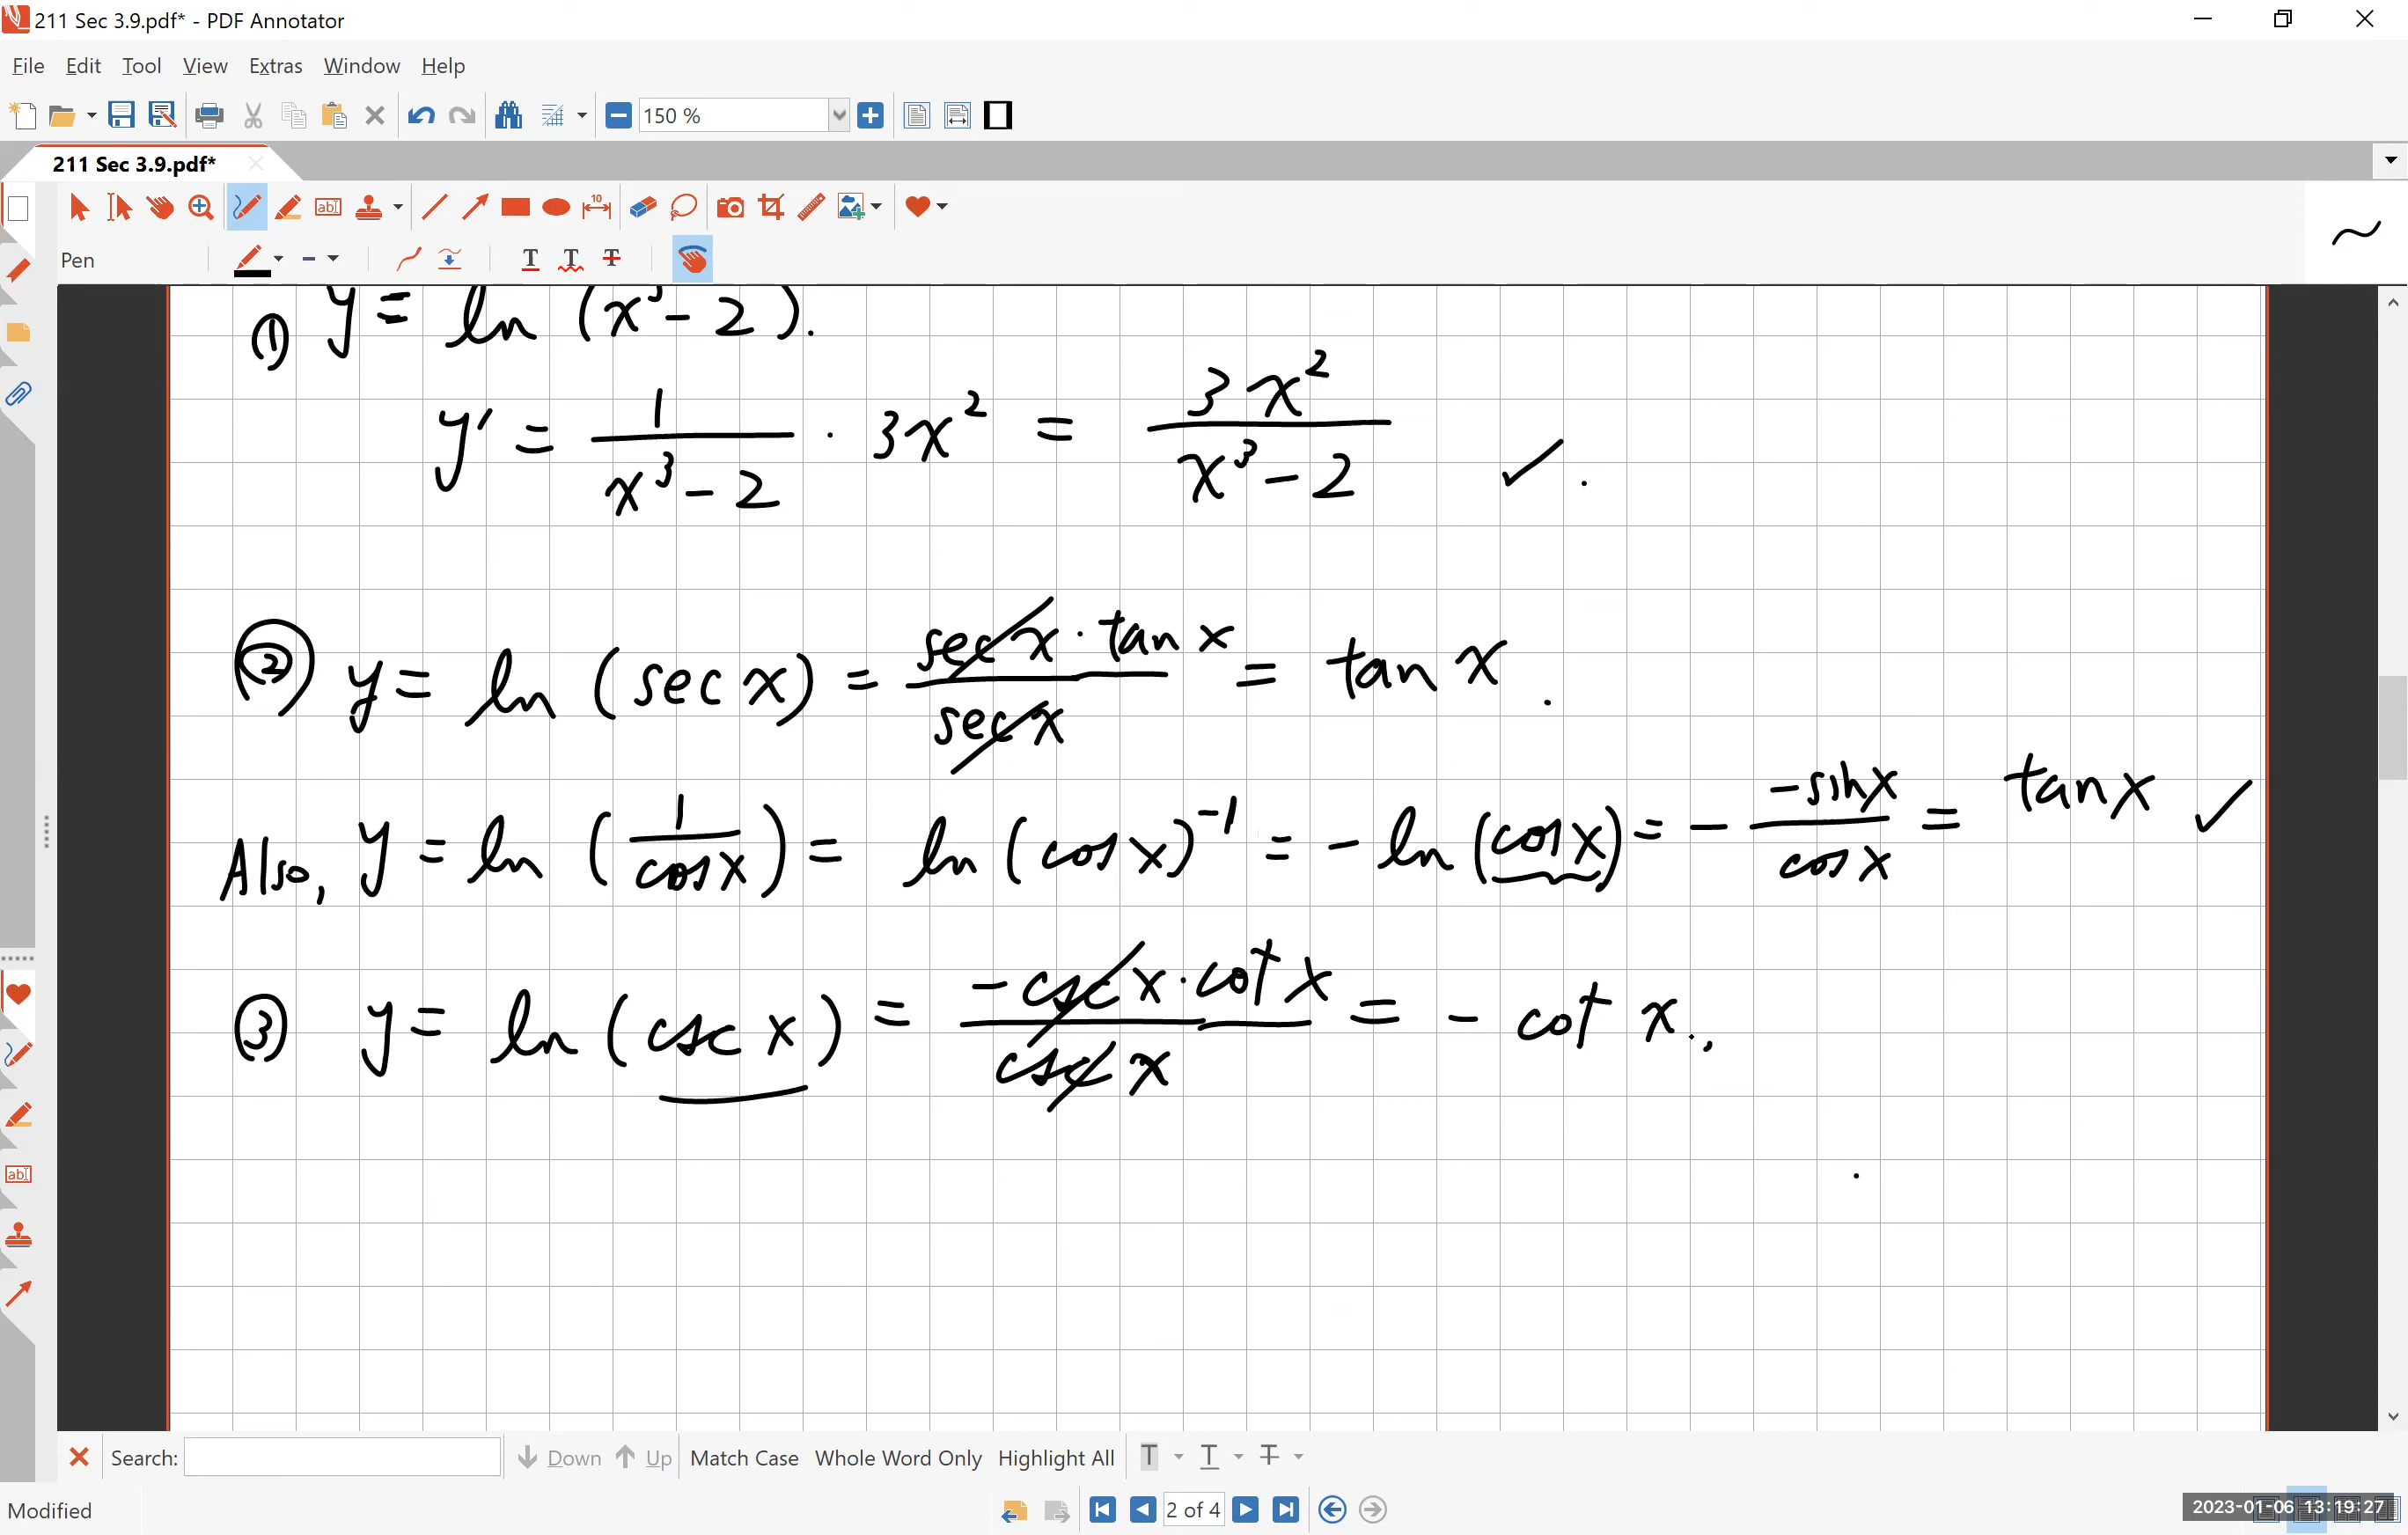 211 Sec 3.9.pdf* - PDF Annotator
File Edit Tool View Extras Window Help
150 %
211 Sec 3.9.pdf*
Pen
① y = ln (x³ - 2).
y' = 1/(x³ - 2) · 3x² = 3x²/(x³ - 2) ✓.
② y = ln (sec x) = (sec x · tan x)/(sec x) = tan x.
Also, y = ln (1/cos x) = ln (cos x)⁻¹ = - ln (cos x) = - (-sin x)/(cos x) = tan x ✓
③ y = ln (csc x) = (-csc x · cot x)/(csc x) = - cot x.,
Search: Down Up Match Case Whole Word Only Highlight All
Modified 2 of 4 2023-01-06 13:19:27